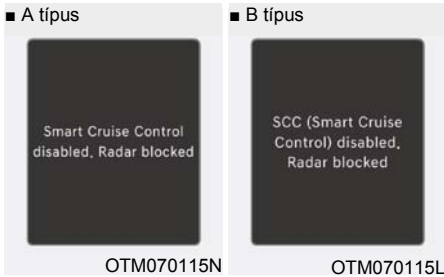 ■ A típus
Smart Cruise Control
disabled. Radar blocked
OTM070115N
■ B típus
SCC (Smart Cruise
Control) disabled.
Radar blocked
OTM070115L